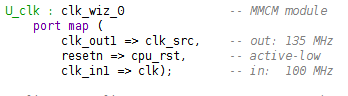 U_clk : clk_wiz_0 -- MMCM module
port map (
clk_out1 => clk_src, -- out: 135 MHz
resetn => cpu_rst, -- active-low
clk_in1 => clk); -- in: 100 MHz